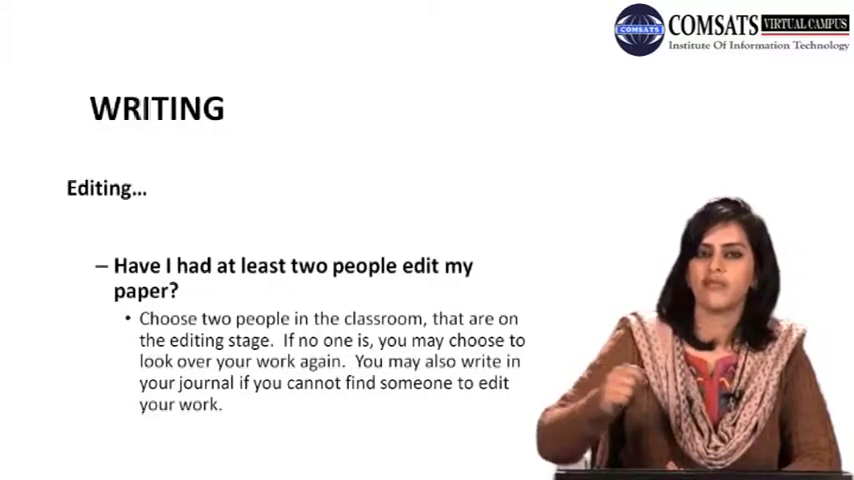 COMSATS VIRTUAL CAMPUS
COMSATS
Institute Of Information Technology
WRITING
Editing...
– Have I had at least two people edit my
paper?
• Choose two people in the classroom, that are on
the editing stage. If no one is, you may choose to
look over your work again. You may also write in
your journal if you cannot find someone to edit
your work.